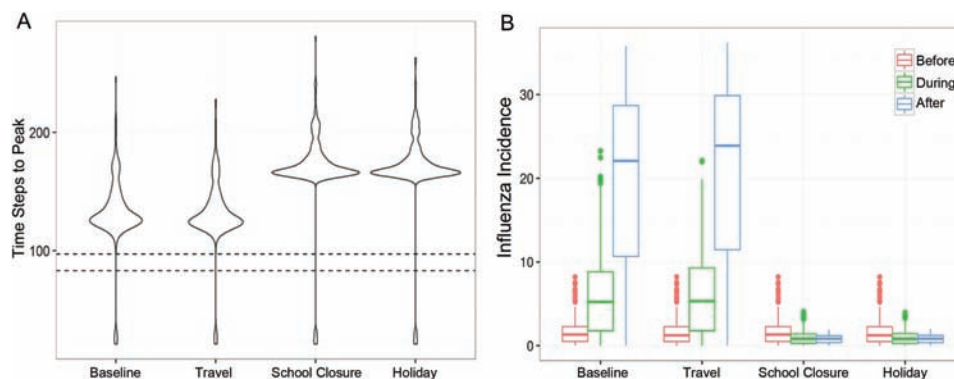 A
Time Steps to Peak
200
100
Baseline
Travel
School Closure
Holiday
B
Influenza Incidence
30
20
10
0
Before
During
After
Baseline
Travel
School Closure
Holiday